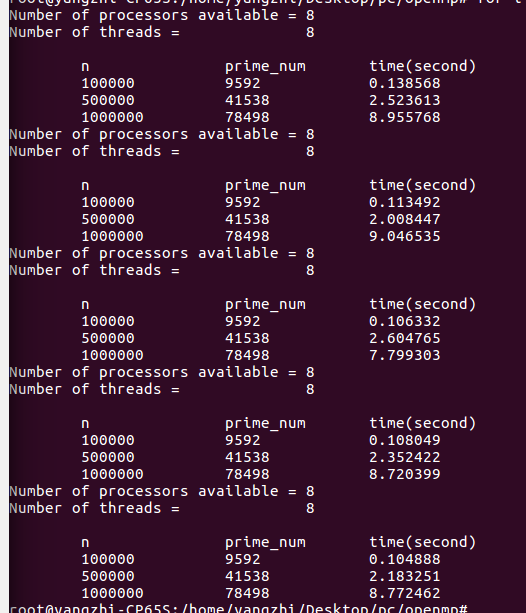 root@yangzhi-CP65S:/home/yangzhi/Desktop/pc/openmp# for t
Number of processors available = 8
Number of threads = 8
n prime_num time(second)
100000 9592 0.138568
500000 41538 2.523613
1000000 78498 8.955768
Number of processors available = 8
Number of threads = 8
n prime_num time(second)
100000 9592 0.113492
500000 41538 2.008447
1000000 78498 9.046535
Number of processors available = 8
Number of threads = 8
n prime_num time(second)
100000 9592 0.106332
500000 41538 2.604765
1000000 78498 7.799303
Number of processors available = 8
Number of threads = 8
n prime_num time(second)
100000 9592 0.108049
500000 41538 2.352422
1000000 78498 8.720399
Number of processors available = 8
Number of threads = 8
n prime_num time(second)
100000 9592 0.104888
500000 41538 2.183251
1000000 78498 8.772462
root@yangzhi-CP65S:/home/yangzhi/Desktop/pc/openmp#